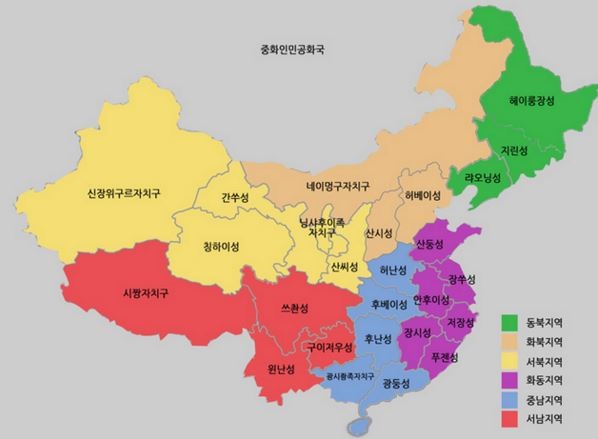 중화인민공화국
헤이룽장성
지린성
랴오닝성
신장위구르자치구
간쑤성
네이멍구자치구
허베이성
닝샤후이족
자치구
산시성
산둥성
칭하이성
산씨성
허난성
장쑤성
시짱자치구
쓰촨성
후베이성
안후이성
저장성
구이저우성
후난성
장시성
푸젠성
윈난성
광시좡족자치구
광둥성
동북지역
화북지역
서북지역
화동지역
중남지역
서남지역